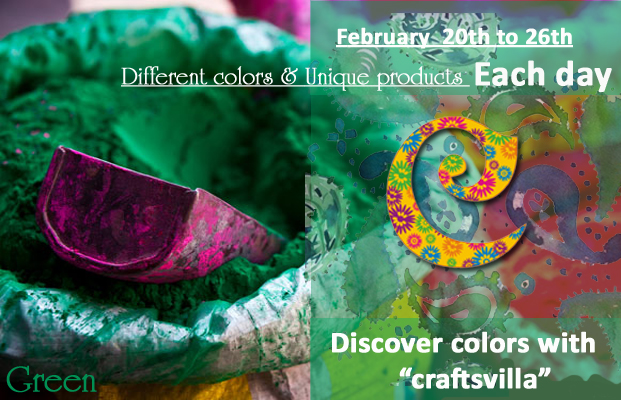 February 20th to 26th
Different colors & Unique products Each day
Discover colors with
“craftsvilla”
Green